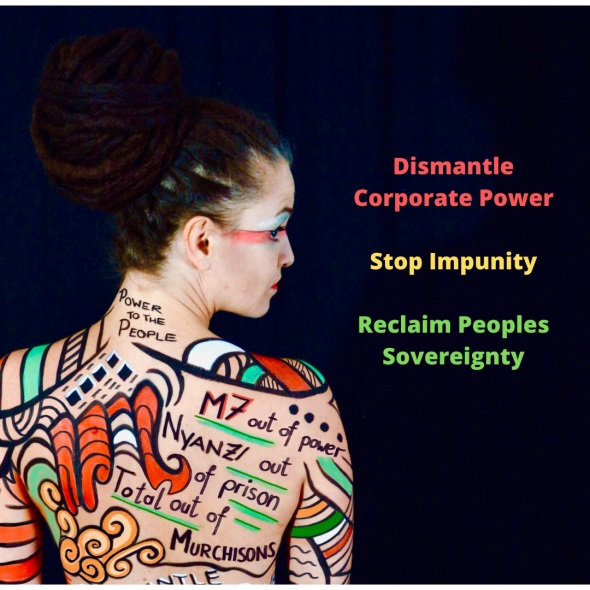 Dismantle
Corporate Power
Stop Impunity
Reclaim Peoples
Sovereignty
POWER
TO THE
PEOPLE
M7 out of power
NYANZI out
of prison
Total out of
MURCHISONS